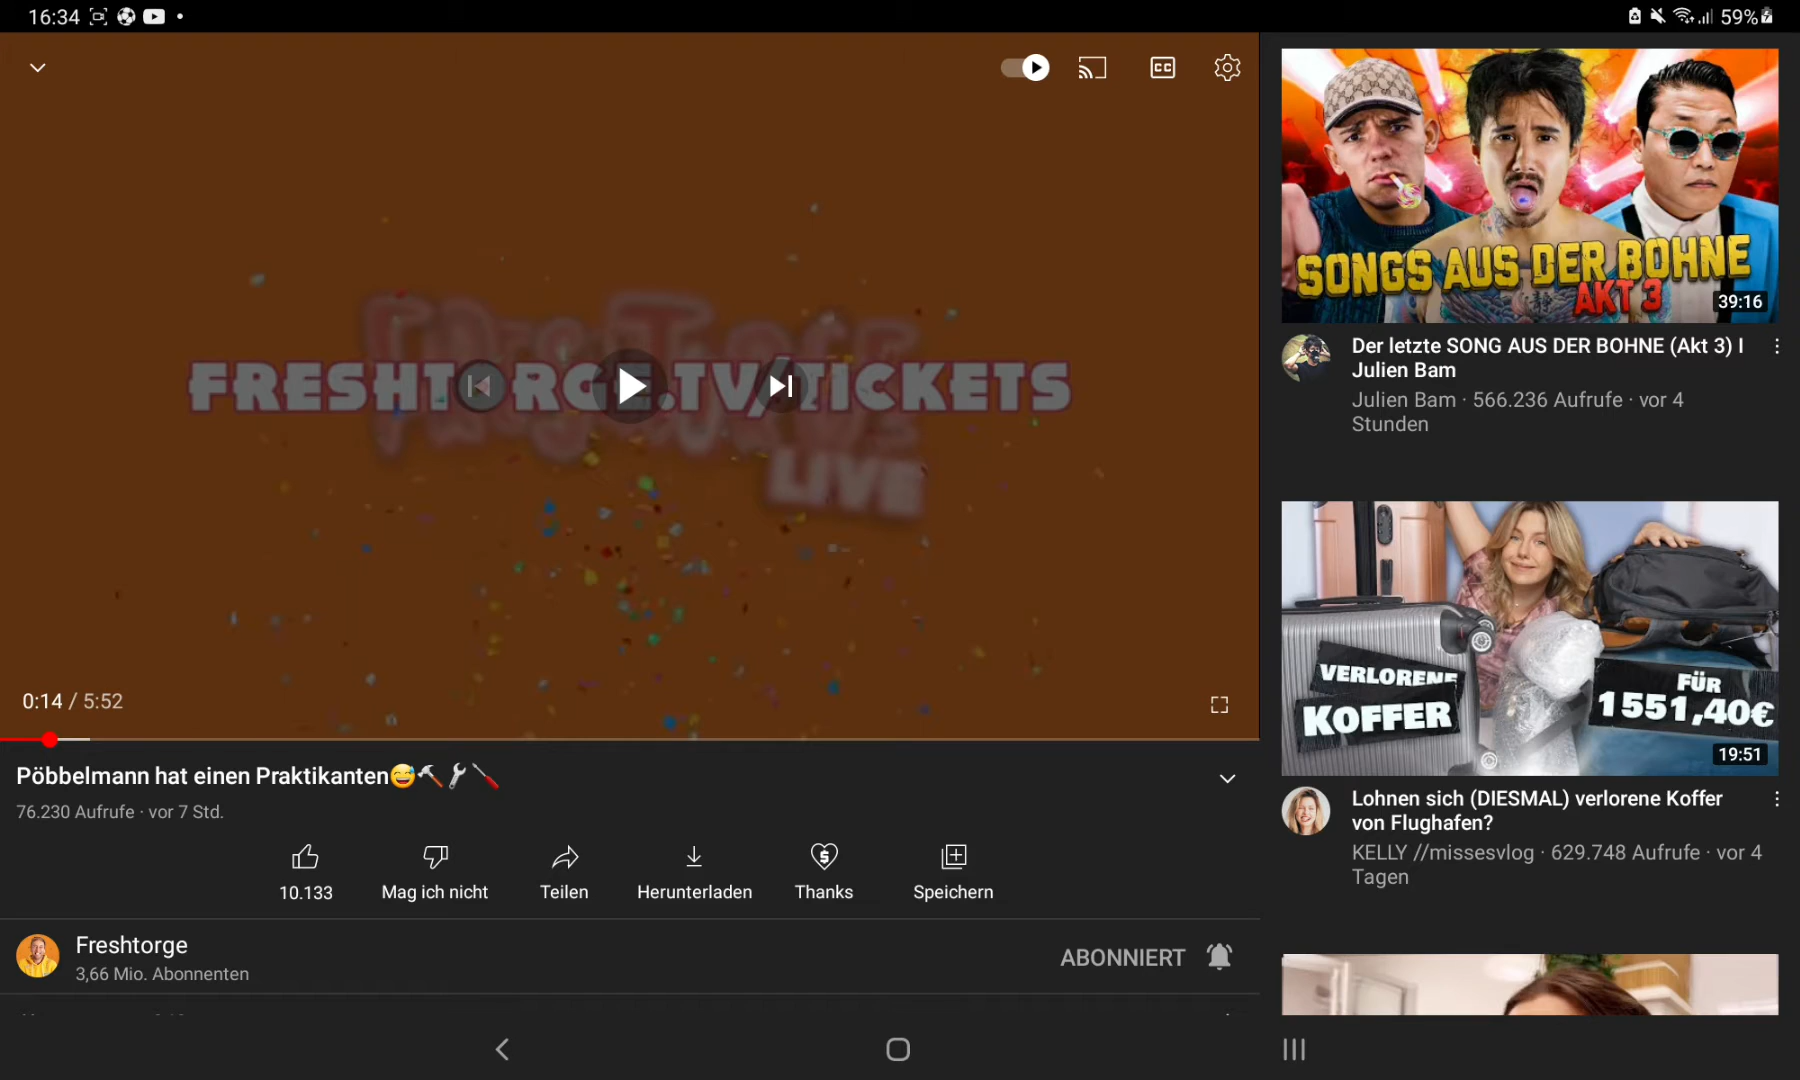 16:34
59%
FRESHTORGE.TV/TICKETS
LIVE
0:14 / 5:52
Pöbbelmann hat einen Praktikanten😅🔨🔧🪛
76.230 Aufrufe · vor 7 Std.
10.133
Mag ich nicht
Teilen
Herunterladen
Thanks
Speichern
Freshtorge
3,66 Mio. Abonnenten
ABONNIERT
SONGS AUS DER BOHNE
AKT 3
39:16
Der letzte SONG AUS DER BOHNE (Akt 3) I
Julien Bam
Julien Bam · 566.236 Aufrufe · vor 4
Stunden
VERLORENE
KOFFER
FÜR
1551,40€
19:51
Lohnen sich (DIESMAL) verlorene Koffer
von Flughafen?
KELLY //missesvlog · 629.748 Aufrufe · vor 4
Tagen